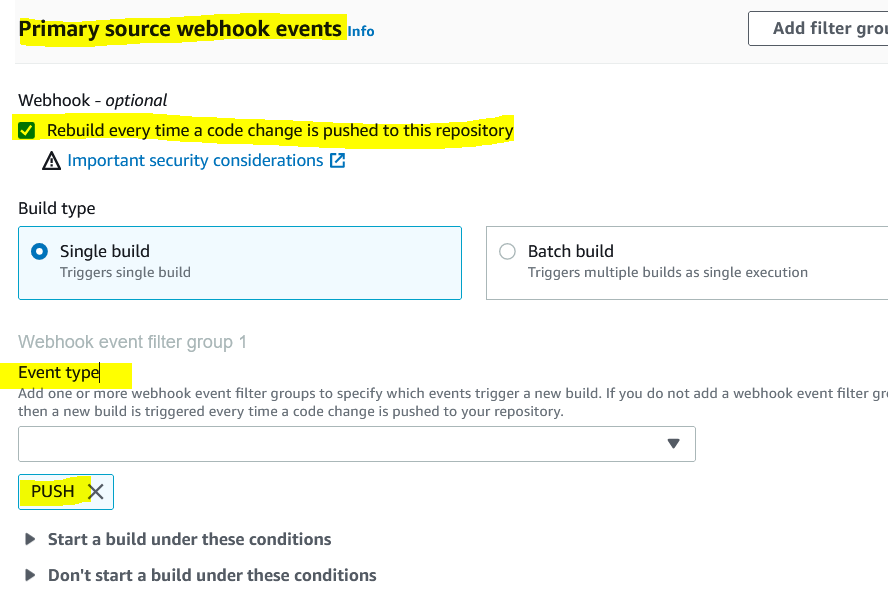 Primary source webhook events Info
Add filter grou
Webhook - optional
Rebuild every time a code change is pushed to this repository
Important security considerations
Build type
Single build
Triggers single build
Batch build
Triggers multiple builds as single execution
Webhook event filter group 1
Event type
Add one or more webhook event filter groups to specify which events trigger a new build. If you do not add a webhook event filter gr
then a new build is triggered every time a code change is pushed to your repository.
PUSH
Start a build under these conditions
Don't start a build under these conditions